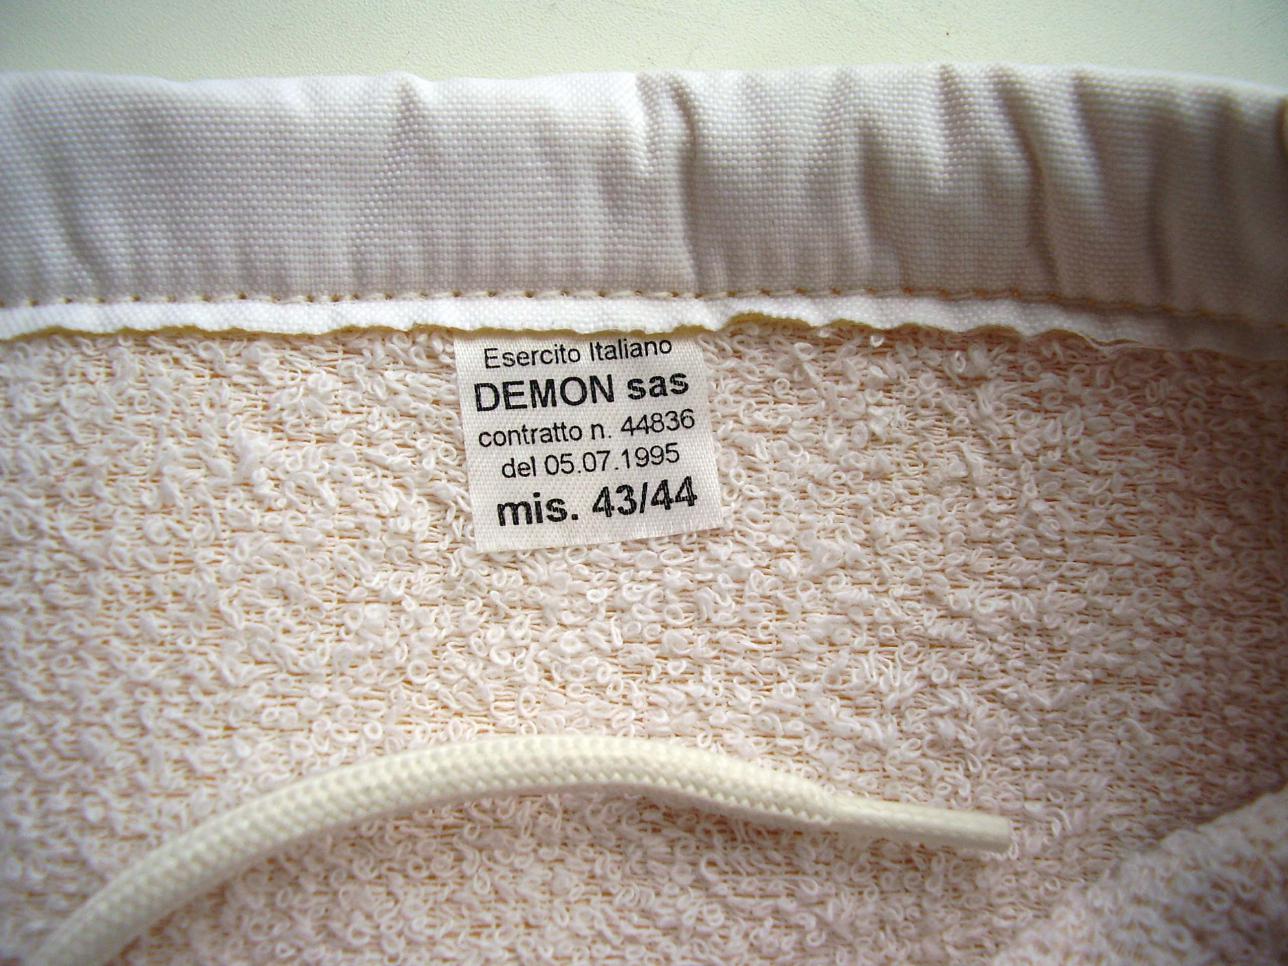 Esercito Italiano
DEMON sas
contratto n. 44836
del 05.07.1995
mis. 43/44